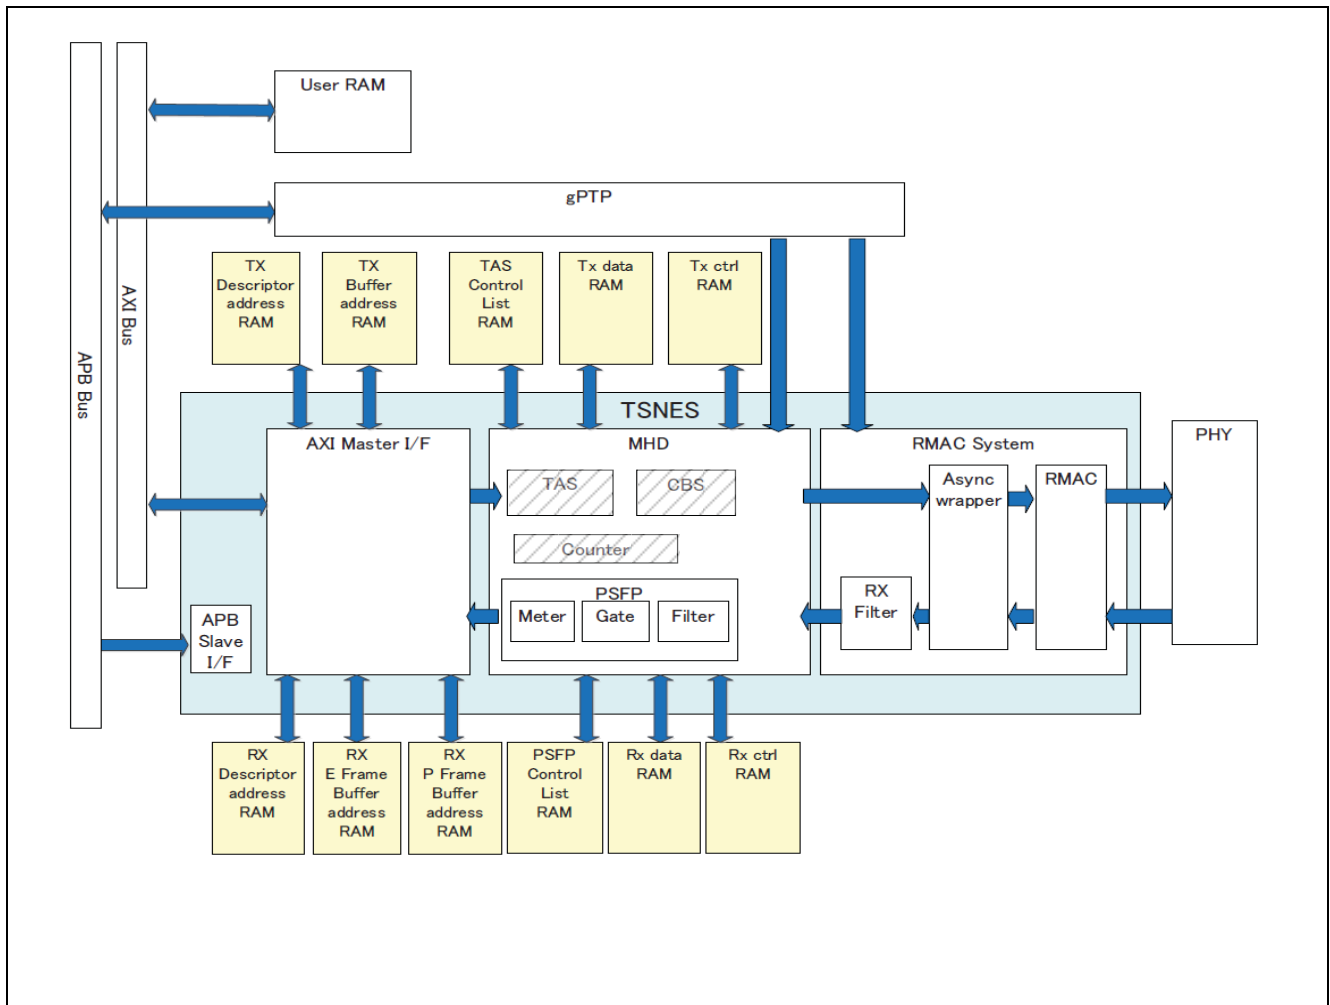 User RAM
gPTP
AXI Bus
APB Bus
TX
Descriptor
address
RAM
TX
Buffer
address
RAM
TAS
Control
List
RAM
Tx data
RAM
Tx ctrl
RAM
TSNES
AXI Master I/F
MHD
RMAC System
PHY
TAS
CBS
Counter
PSFP
Meter
Gate
Filter
Async
wrapper
RMAC
RX
Filter
APB
Slave
I/F
RX
Descriptor
address
RAM
RX
E Frame
Buffer
address
RAM
RX
P Frame
Buffer
address
RAM
PSFP
Control
List
RAM
Rx data
RAM
Rx ctrl
RAM